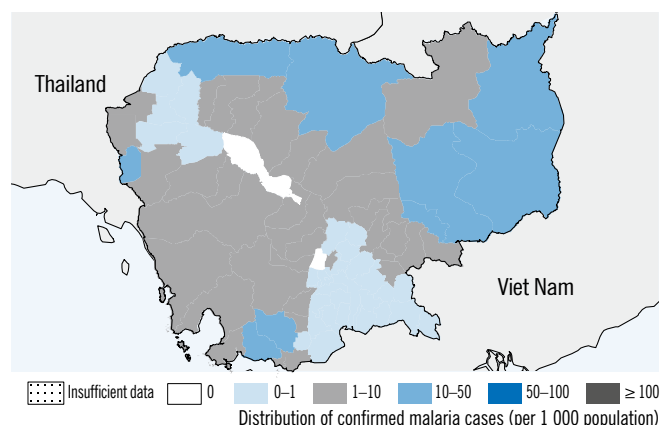 Thailand
Viet Nam
Insufficient data 0 0–1 1–10 10–50 50–100 ≥ 100
Distribution of confirmed malaria cases (per 1 000 population)